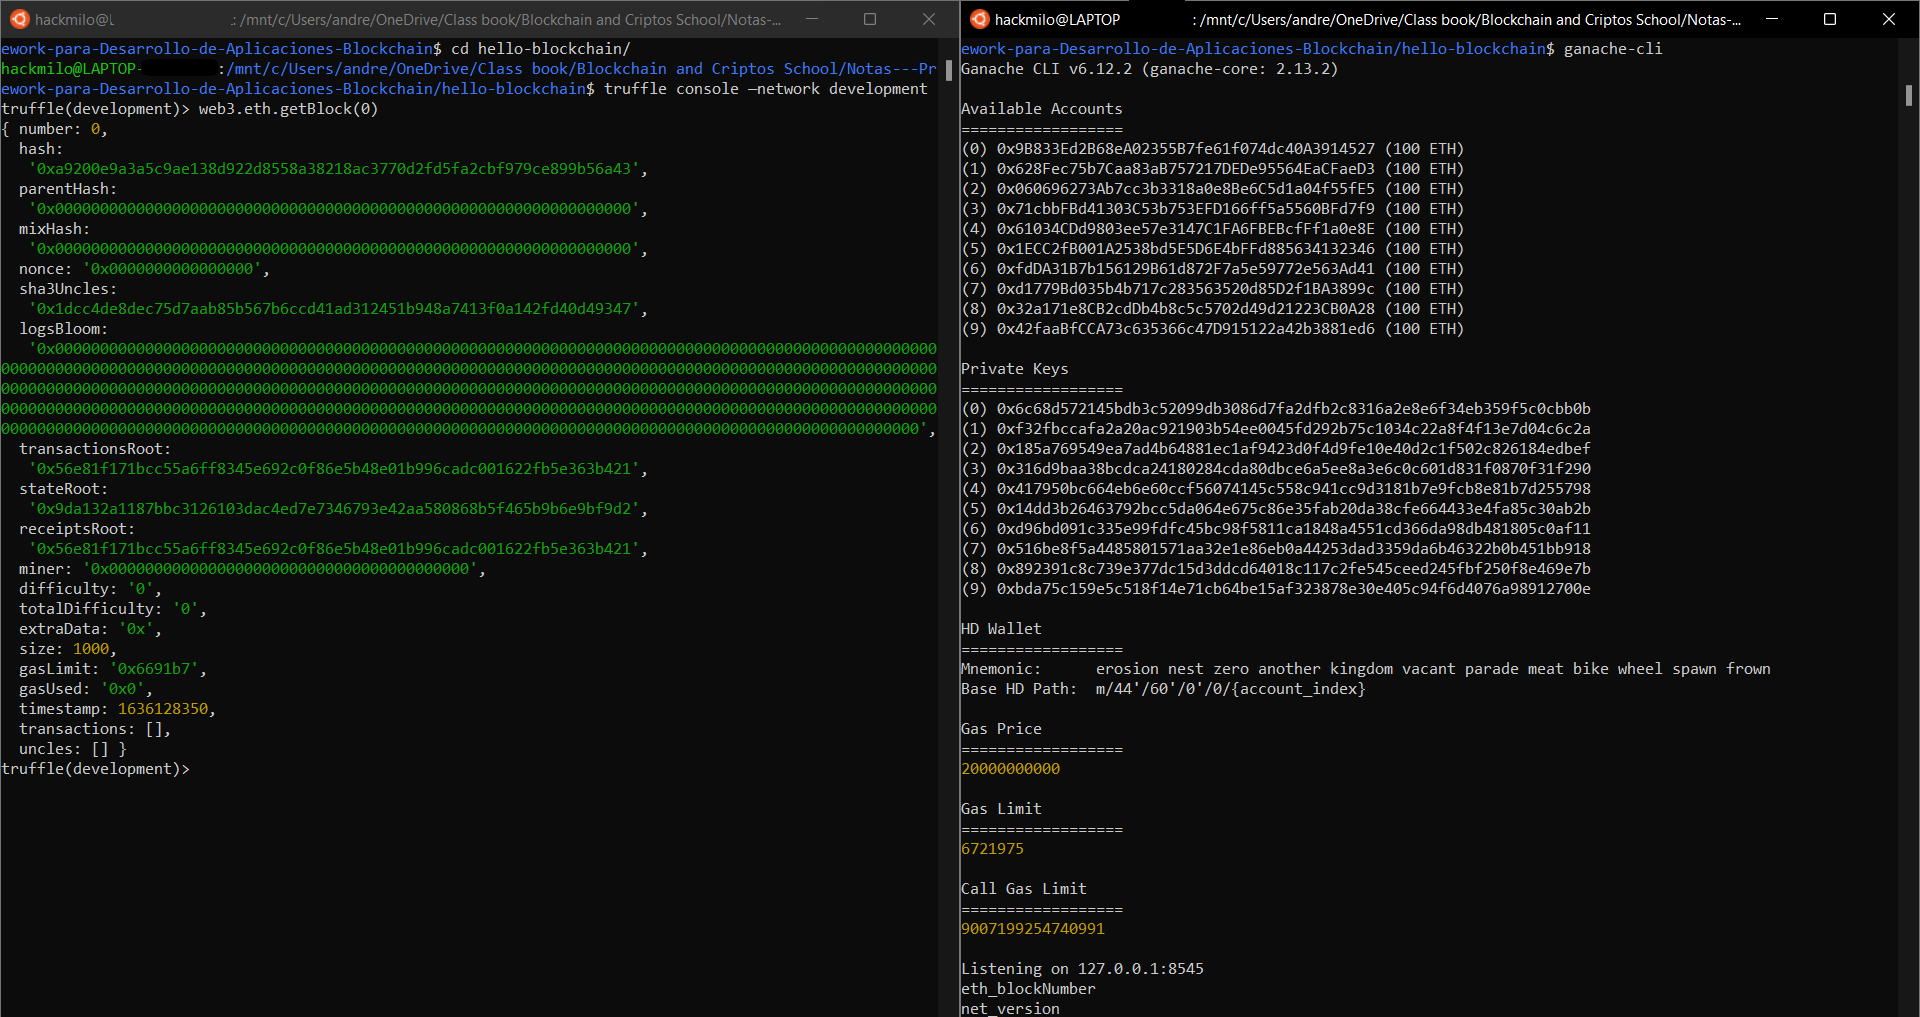 hackmilo@L .: /mnt/c/Users/andre/OneDrive/Class book/Blockchain and Criptos School/Notas-...
ework-para-Desarrollo-de-Aplicaciones-Blockchain$ cd hello-blockchain/
hackmilo@LAPTOP- :/mnt/c/Users/andre/OneDrive/Class book/Blockchain and Criptos School/Notas---Pr
ework-para-Desarrollo-de-Aplicaciones-Blockchain/hello-blockchain$ truffle console —network development
truffle(development)> web3.eth.getBlock(0)
{ number: 0,
hash:
'0xa9200e9a3a5c9ae138d922d8558a38218ac3770d2fd5fa2cbf979ce899b56a43',
parentHash:
'0x0000000000000000000000000000000000000000000000000000000000000000',
mixHash:
'0x0000000000000000000000000000000000000000000000000000000000000000',
nonce: '0x0000000000000000',
sha3Uncles:
'0x1dcc4de8dec75d7aab85b567b6ccd41ad312451b948a7413f0a142fd40d49347',
logsBloom:
'0x00000000000000000000000000000000000000000000000000000000000000000000000000000000000000000000000000
00000000000000000000000000000000000000000000000000000000000000000000000000000000000000000000000000000000
00000000000000000000000000000000000000000000000000000000000000000000000000000000000000000000000000000000
00000000000000000000000000000000000000000000000000000000000000000000000000000000000000000000000000000000
000000000000000000000000000000000000000000000000000000000000000000000000000000000000000000000000000000',
transactionsRoot:
'0x56e81f171bcc55a6ff8345e692c0f86e5b48e01b996cadc001622fb5e363b421',
stateRoot:
'0x9da132a1187bbc3126103dac4ed7e7346793e42aa580868b5f465b9b6e9bf9d2',
receiptsRoot:
'0x56e81f171bcc55a6ff8345e692c0f86e5b48e01b996cadc001622fb5e363b421',
miner: '0x0000000000000000000000000000000000000000',
difficulty: '0',
totalDifficulty: '0',
extraData: '0x',
size: 1000,
gasLimit: '0x6691b7',
gasUsed: '0x0',
timestamp: 1636128350,
transactions: [],
uncles: [] }
truffle(development)>
hackmilo@LAPTOP : /mnt/c/Users/andre/OneDrive/Class book/Blockchain and Criptos School/Notas-...
ework-para-Desarrollo-de-Aplicaciones-Blockchain/hello-blockchain$ ganache-cli
Ganache CLI v6.12.2 (ganache-core: 2.13.2)
Available Accounts
==================
(0) 0x9B833Ed2B68eA02355B7fe61f074dc40A3914527 (100 ETH)
(1) 0x628Fec75b7Caa83aB757217DEDe95564EaCFaeD3 (100 ETH)
(2) 0x060696273Ab7cc3b3318a0e8Be6C5d1a04f55fE5 (100 ETH)
(3) 0x71cbbFBd41303C53b753EFD166ff5a5560BFd7f9 (100 ETH)
(4) 0x61034CDd9803ee57e3147C1FA6FBEBcfFf1a0e8E (100 ETH)
(5) 0x1ECC2fB001A2538bd5E5D6E4bFFd885634132346 (100 ETH)
(6) 0xfdDA31B7b156129B61d872F7a5e59772e563Ad41 (100 ETH)
(7) 0xd1779Bd035b4b717c283563520d85D2f1BA3899c (100 ETH)
(8) 0x32a171e8CB2cdDb4b8c5c5702d49d21223CB0A28 (100 ETH)
(9) 0x42faaBfCCA73c635366c47D915122a42b3881ed6 (100 ETH)
Private Keys
==================
(0) 0x6c68d572145bdb3c52099db3086d7fa2dfb2c8316a2e8e6f34eb359f5c0cbb0b
(1) 0xf32fbccafa2a20ac921903b54ee0045fd292b75c1034c22a8f4f13e7d04c6c2a
(2) 0x185a769549ea7ad4b64881ec1af9423d0f4d9fe10e40d2c1f502c826184edbef
(3) 0x316d9baa38bcdca24180284cda80dbce6a5ee8a3e6c0c601d831f0870f31f290
(4) 0x417950bc664eb6e60ccf56074145c558c941cc9d3181b7e9fcb8e81b7d255798
(5) 0x14dd3b26463792bcc5da064e675c86e35fab20da38cfe664433e4fa85c30ab2b
(6) 0xd96bd091c335e99fdfc45bc98f5811ca1848a4551cd366da98db481805c0af11
(7) 0x516be8f5a4485801571aa32e1e86eb0a44253dad3359da6b46322b0b451bb918
(8) 0x892391c8c739e377dc15d3ddcd64018c117c2fe545ceed245fbf250f8e469e7b
(9) 0xbda75c159e5c518f14e71cb64be15af323878e30e405c94f6d4076a98912700e
HD Wallet
==================
Mnemonic:      erosion nest zero another kingdom vacant parade meat bike wheel spawn frown
Base HD Path:  m/44'/60'/0'/0/{account_index}
Gas Price
==================
20000000000
Gas Limit
==================
6721975
Call Gas Limit
==================
9007199254740991
Listening on 127.0.0.1:8545
eth_blockNumber
net_version